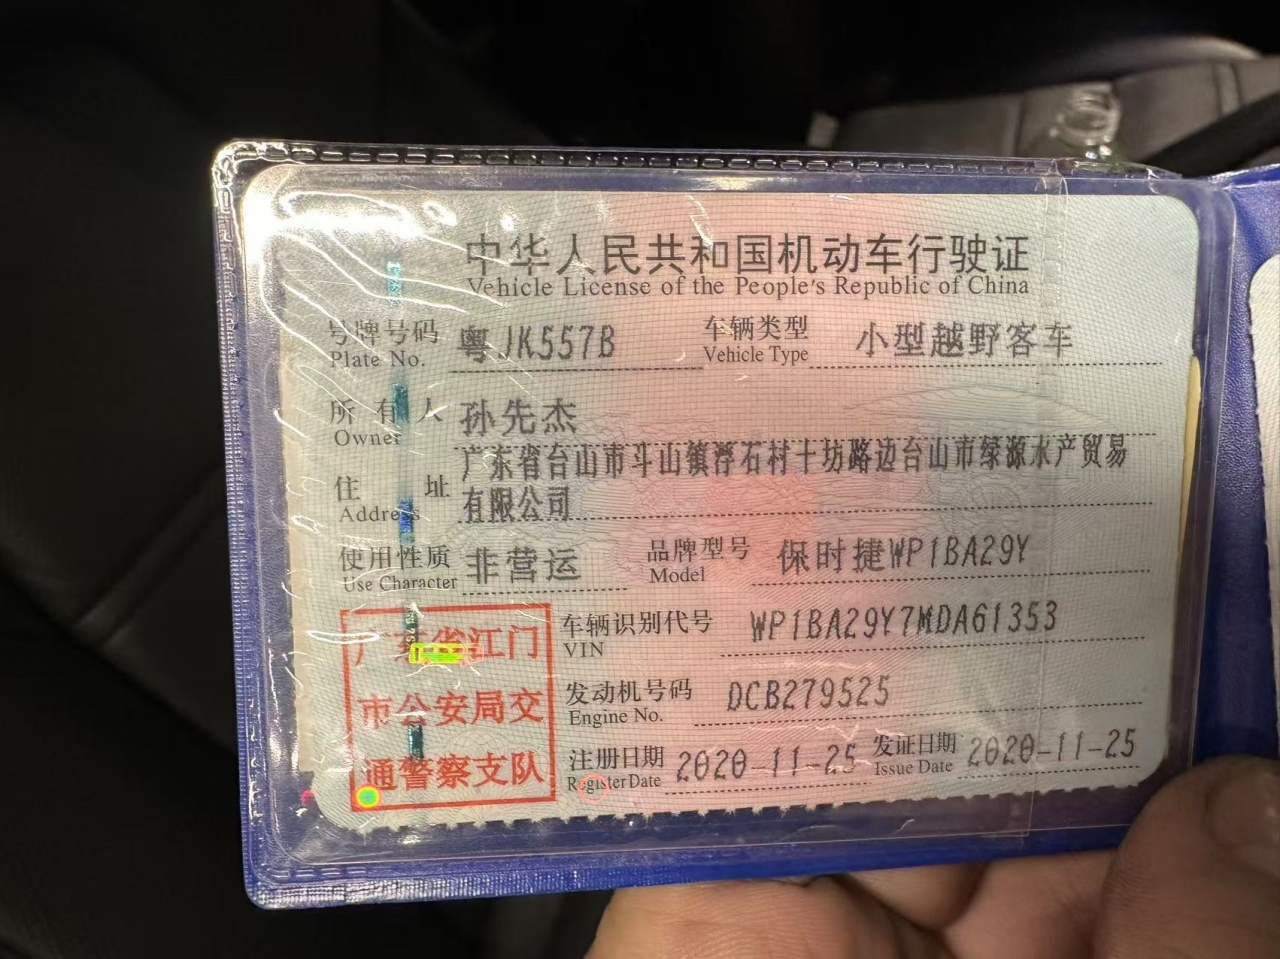 中华人民共和国机动车行驶证
Vehicle License of the People's Republic of China
号牌号码 粤JK557B 车辆类型 小型越野客车
Plate No. Vehicle Type
所有人 孙先杰
Owner
住址 广东省台山市斗山镇浮石村十坊路边台山市绿源水产贸易
Address 有限公司
使用性质 非营运 品牌型号 保时捷WP1BA29Y
Use Character Model
广东省江门
市公安局交
通警察支队
车辆识别代号 WP1BA29Y7MDA61353
VIN
发动机号码 DCB279525
Engine No.
注册日期 2020-11-25 发证日期 2020-11-25
Register Date Issue Date